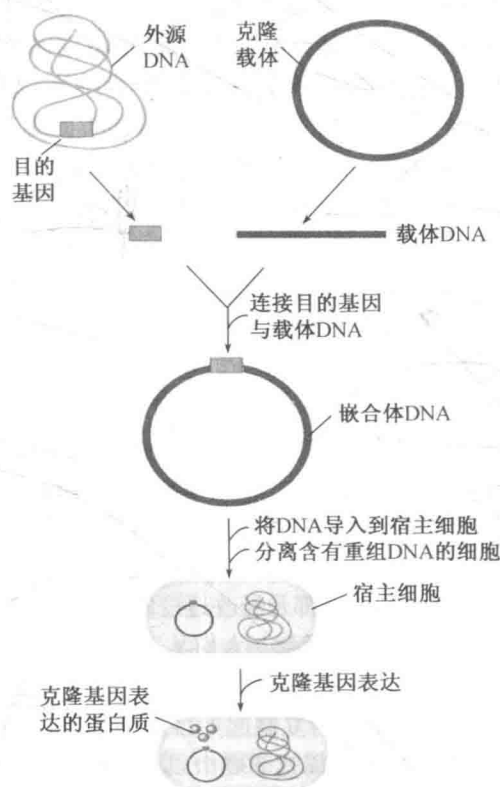 外源
DNA
克隆
载体
目的
基因
载体DNA
连接目的基因
与载体DNA
嵌合体DNA
将DNA导入到宿主细胞
分离含有重组DNA的细胞
宿主细胞
克隆基因表达
克隆基因表
达的蛋白质